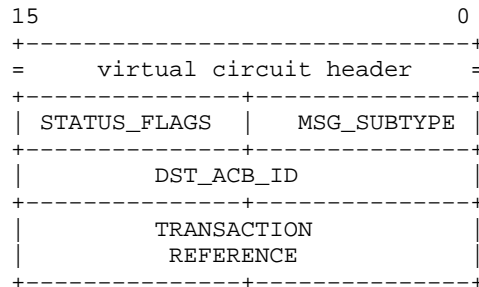 15 0
virtual circuit header
STATUS_FLAGS | MSG_SUBTYPE
DST_ACB_ID
TRANSACTION
REFERENCE